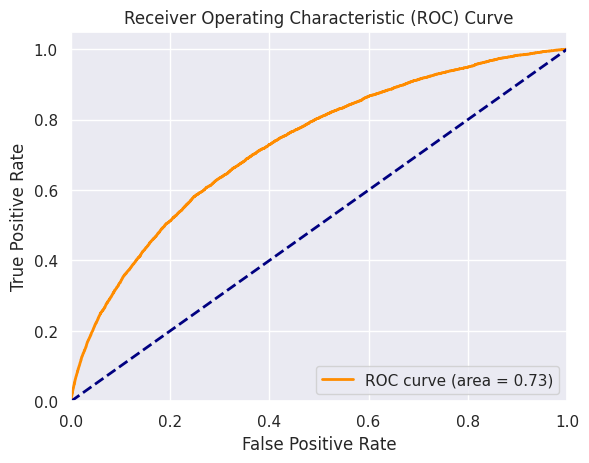 Receiver Operating Characteristic (ROC) Curve
1.0
0.8
0.6
0.4
0.2
0.0
True Positive Rate
ROC curve (area = 0.73)
0.0 0.2 0.4 0.6 0.8 1.0
False Positive Rate